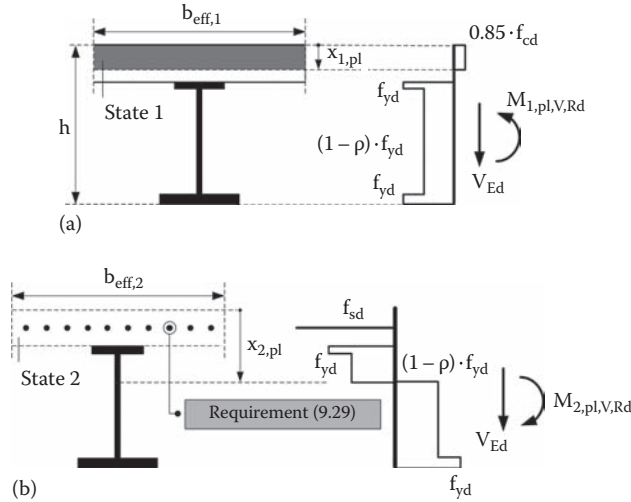 b_eff,1
x_1,pl
0.85 · f_cd
State 1
h
f_yd
(1 – ρ) · f_yd
f_yd
M_1,pl,V,Rd
V_Ed
(a)
b_eff,2
f_sd
x_2,pl
f_yd
(1 – ρ) · f_yd
State 2
Requirement (9.29)
M_2,pl,V,Rd
V_Ed
f_yd
(b)